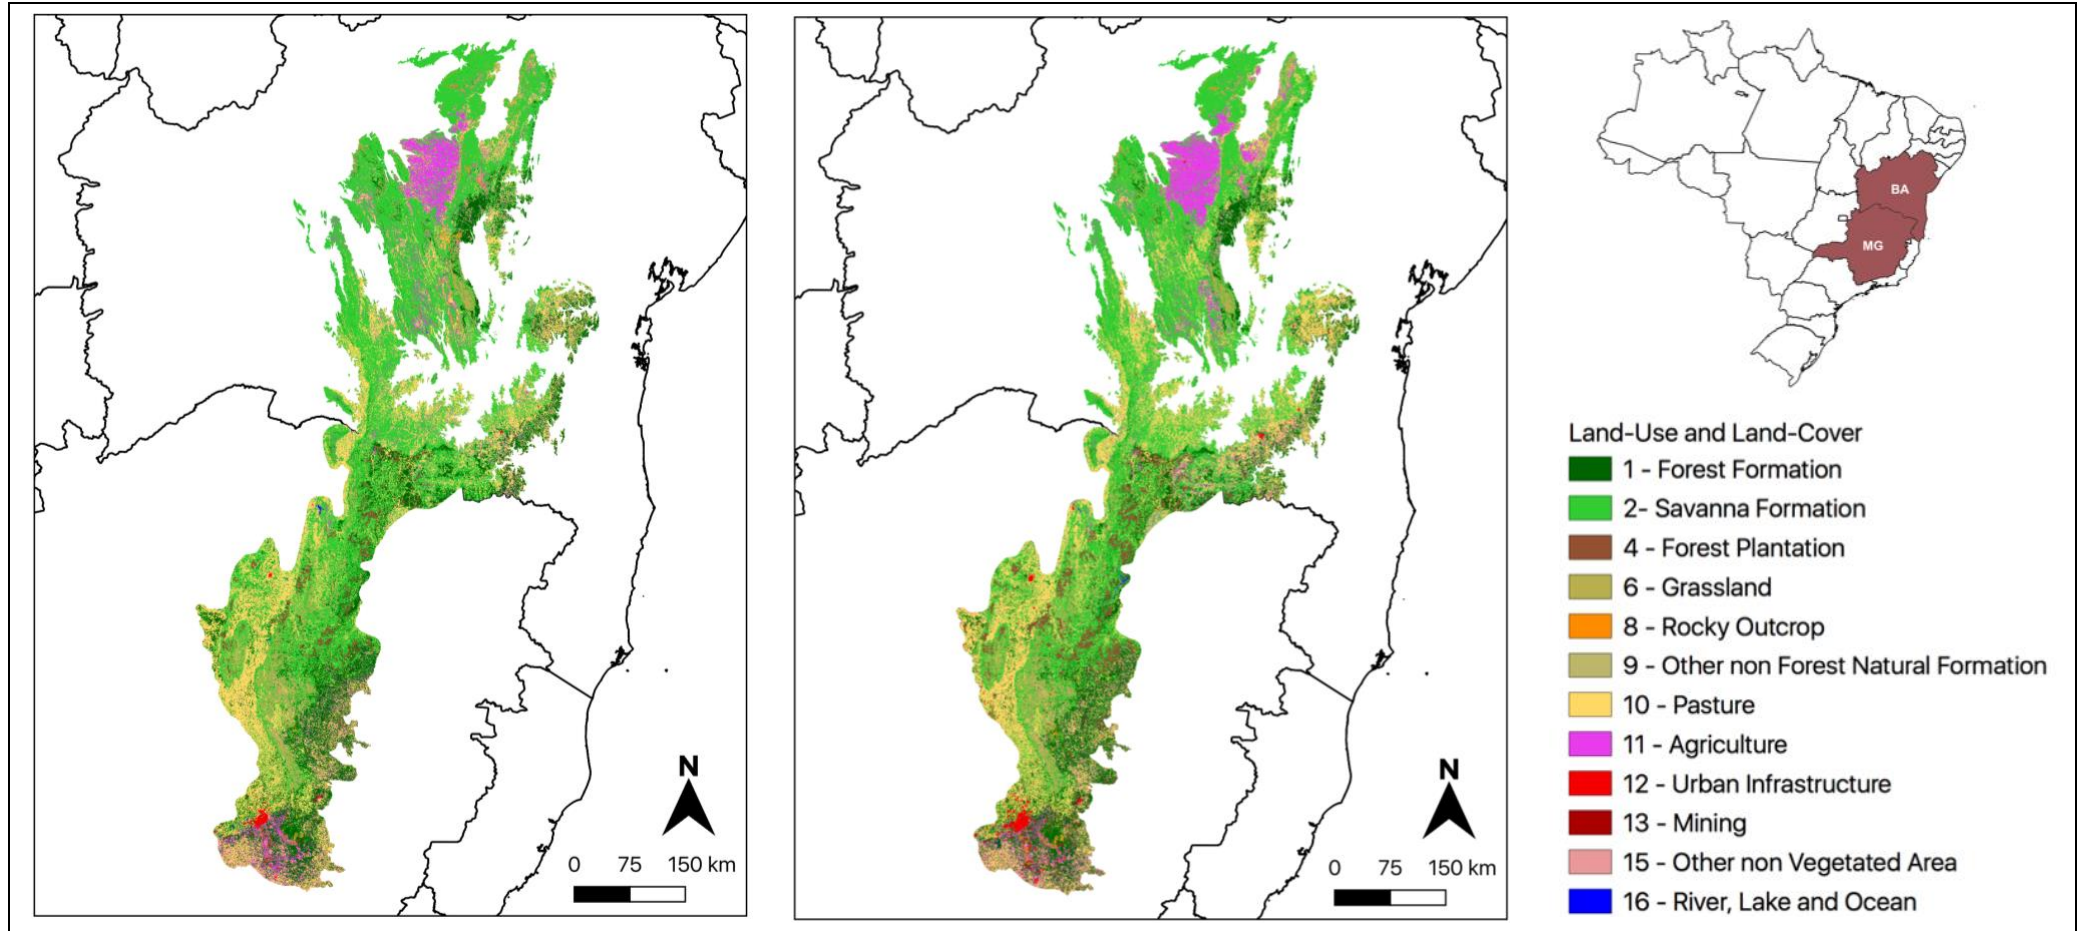 N
0 75 150 km
N
0 75 150 km
BA
MG
Land-Use and Land-Cover
1 - Forest Formation
2- Savanna Formation
4 - Forest Plantation
6 - Grassland
8 - Rocky Outcrop
9 - Other non Forest Natural Formation
10 - Pasture
11 - Agriculture
12 - Urban Infrastructure
13 - Mining
15 - Other non Vegetated Area
16 - River, Lake and Ocean